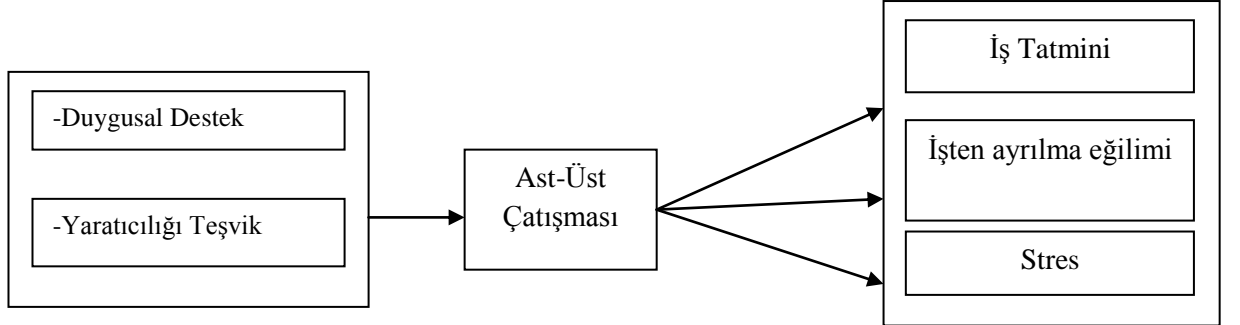 -Duygusal Destek
-Yaratıcılığı Teşvik
Ast-Üst
Çatışması
İş Tatmini
İşten ayrılma eğilimi
Stres